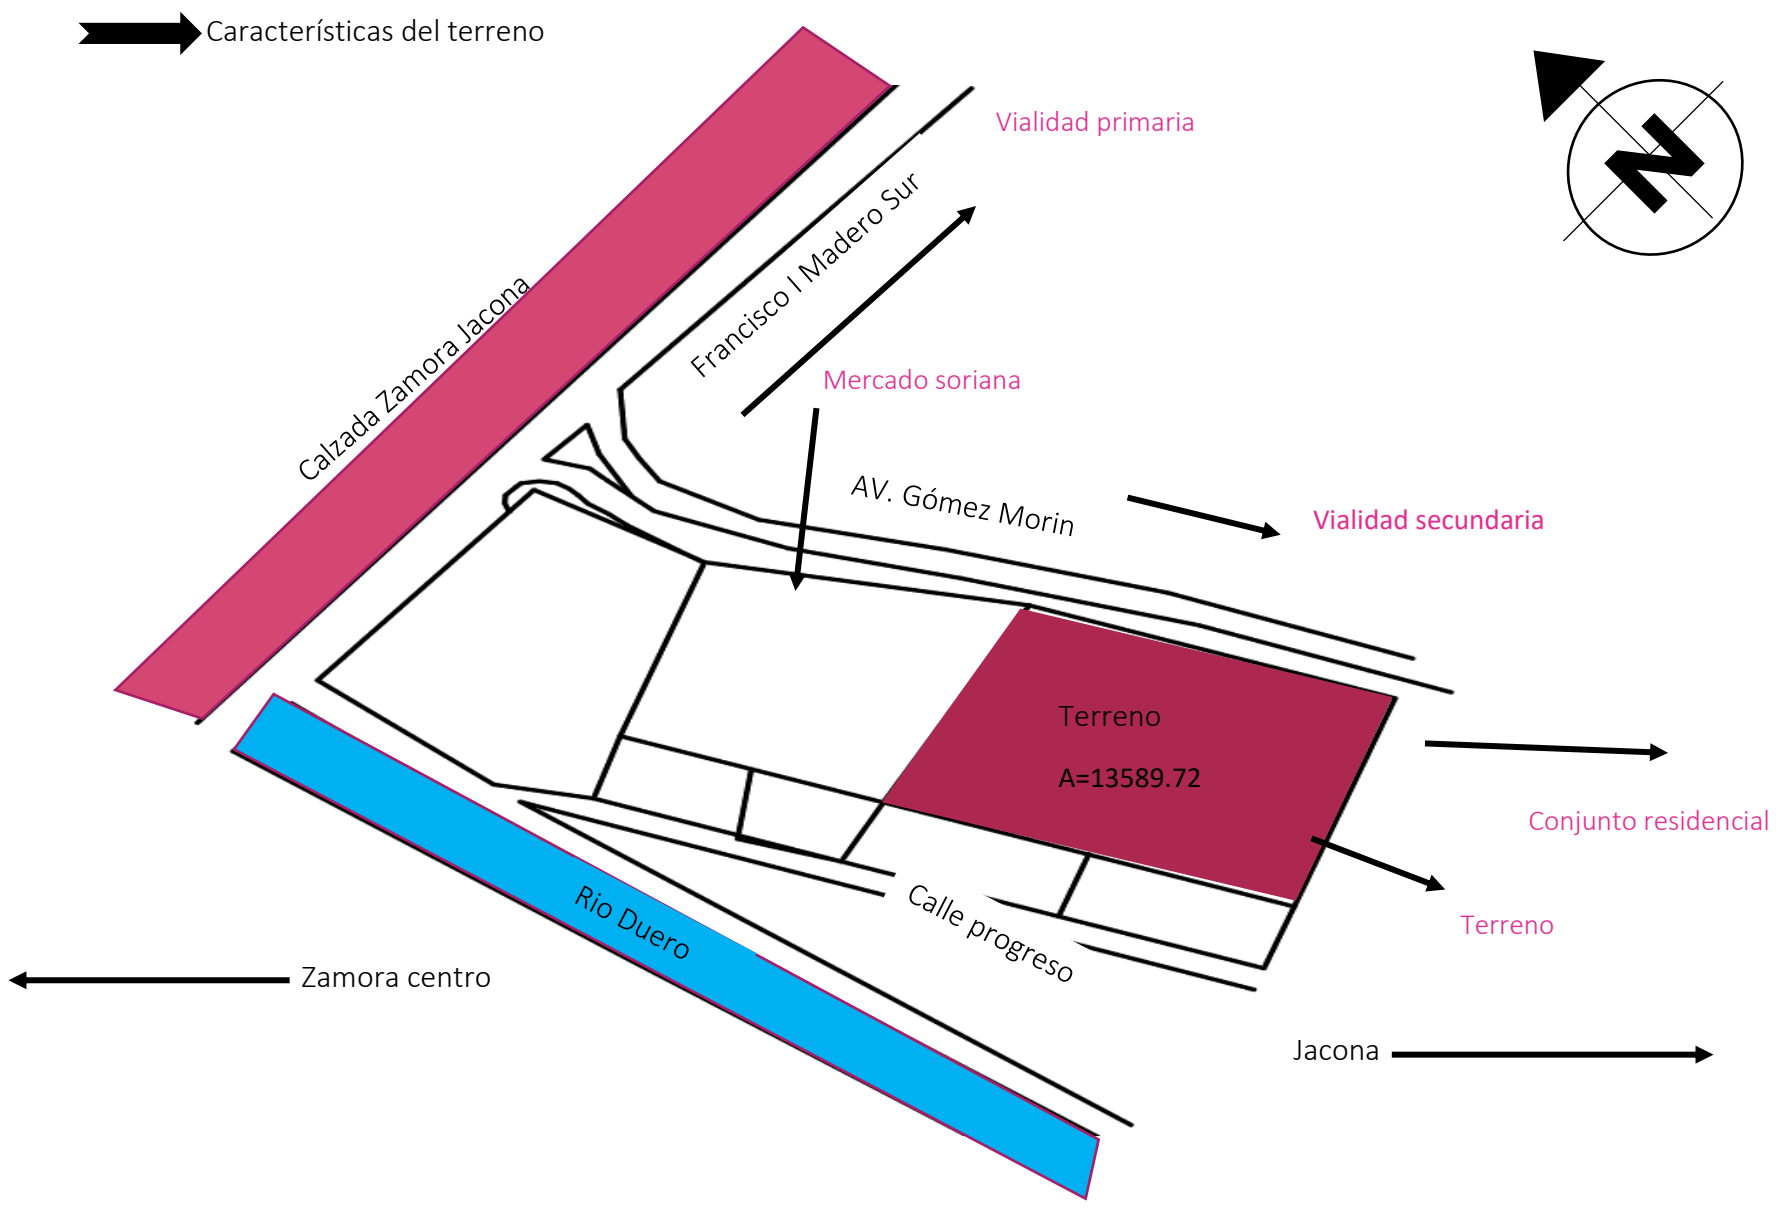 Características del terreno
Vialidad primaria
N
Francisco I Madero Sur
Calzada Zamora Jacona
Mercado soriana
AV. Gómez Morin
Vialidad secundaria
Terreno
A=13589.72
Conjunto residencial
Terreno
Rio Duero
Calle progreso
Zamora centro
Jacona